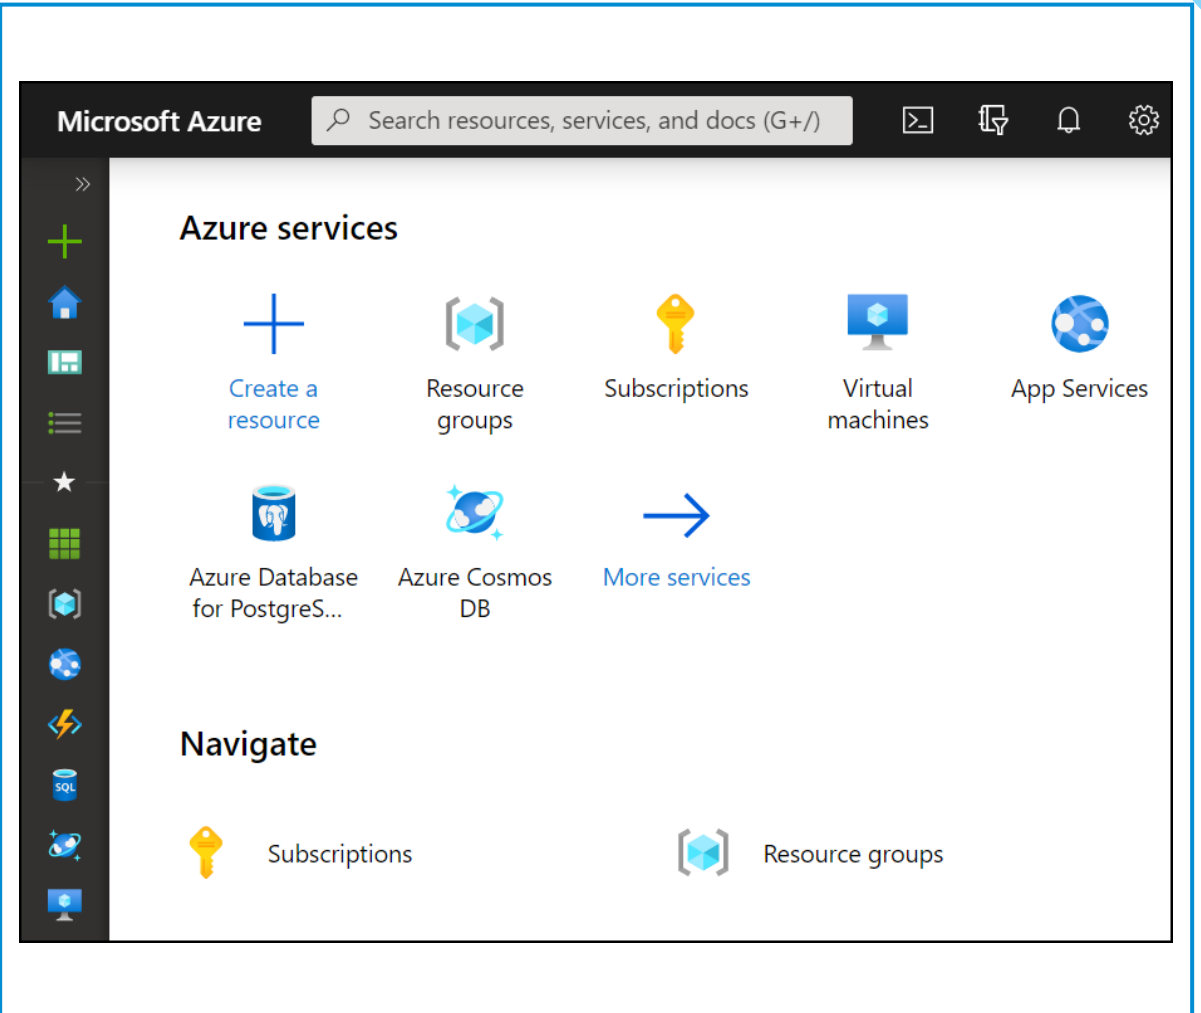 Microsoft Azure
Search resources, services, and docs (G+/)
Azure services
Create a
resource
Resource
groups
Subscriptions
Virtual
machines
App Services
Azure Database
for PostgreS...
Azure Cosmos
DB
More services
Navigate
SQL
Subscriptions
Resource groups